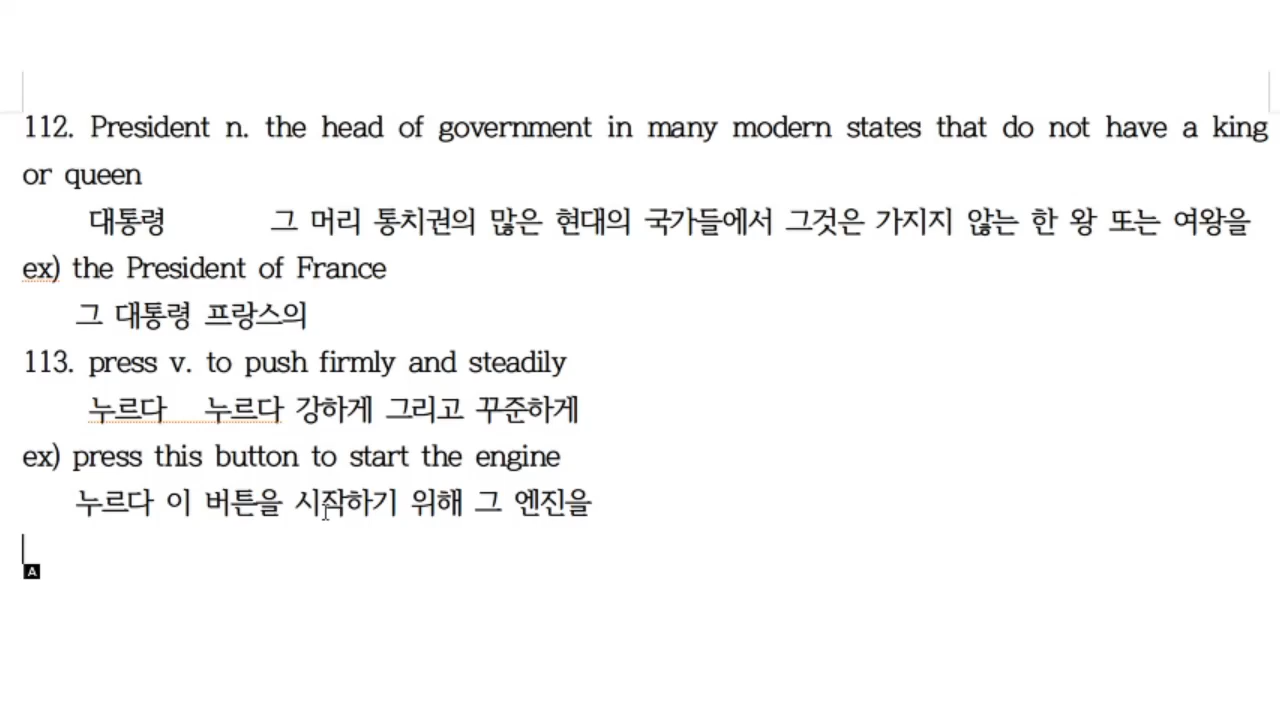 112. President n. the head of government in many modern states that do not have a king
or queen
대통령 그 머리 통치권의 많은 현대의 국가들에서 그것은 가지지 않는 한 왕 또는 여왕을
ex) the President of France
그 대통령 프랑스의
113. press v. to push firmly and steadily
누르다 누르다 강하게 그리고 꾸준하게
ex) press this button to start the engine
누르다 이 버튼을 시작하기 위해 그 엔진을
A